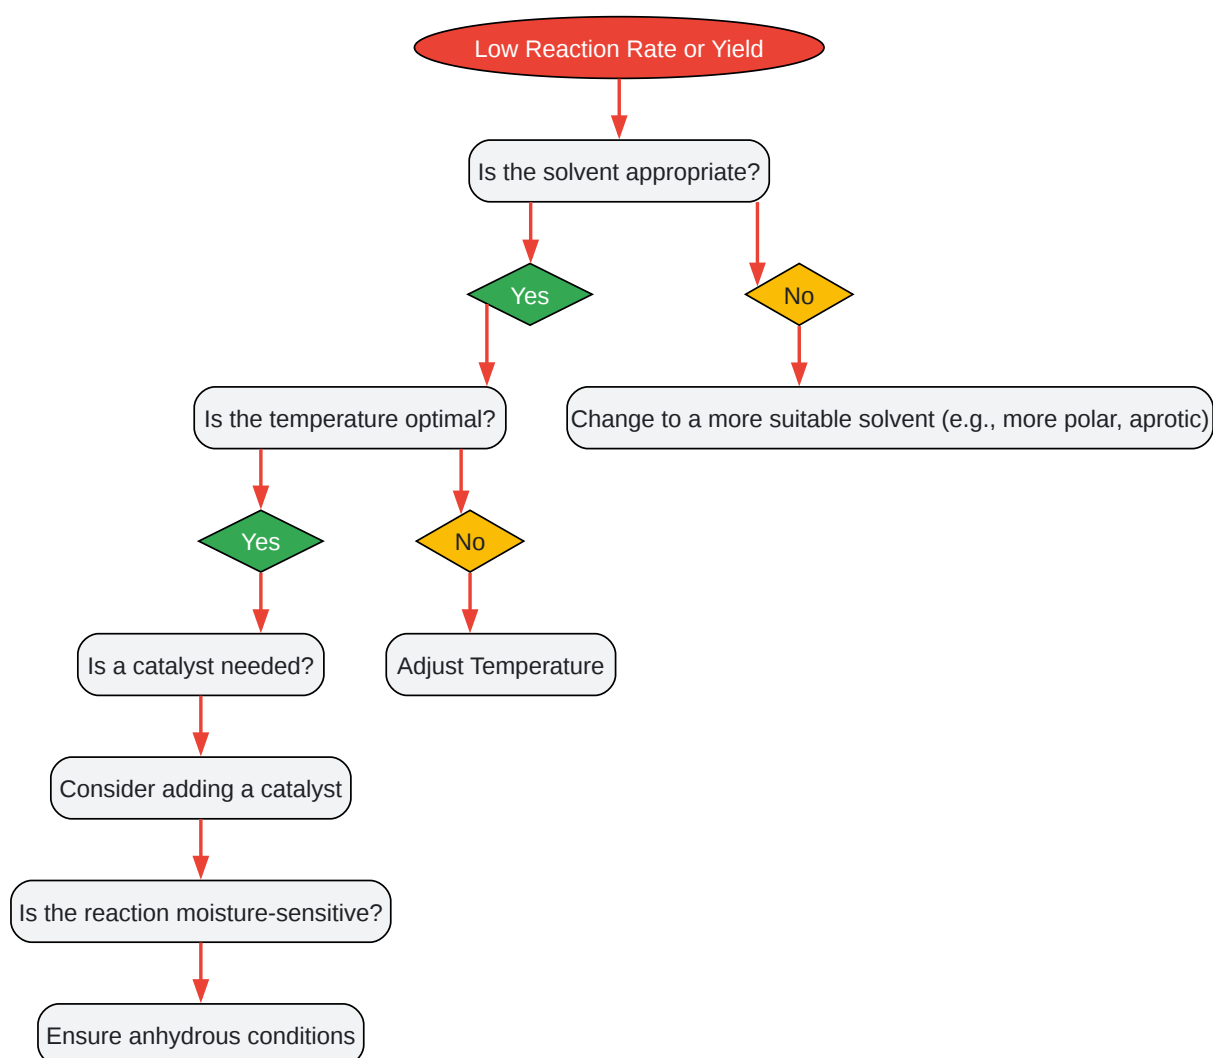 Low Reaction Rate or Yield
Is the solvent appropriate?
Yes
No
Is the temperature optimal?
Change to a more suitable solvent (e.g., more polar, aprotic)
Yes
No
Is a catalyst needed?
Adjust Temperature
Consider adding a catalyst
Is the reaction moisture-sensitive?
Ensure anhydrous conditions